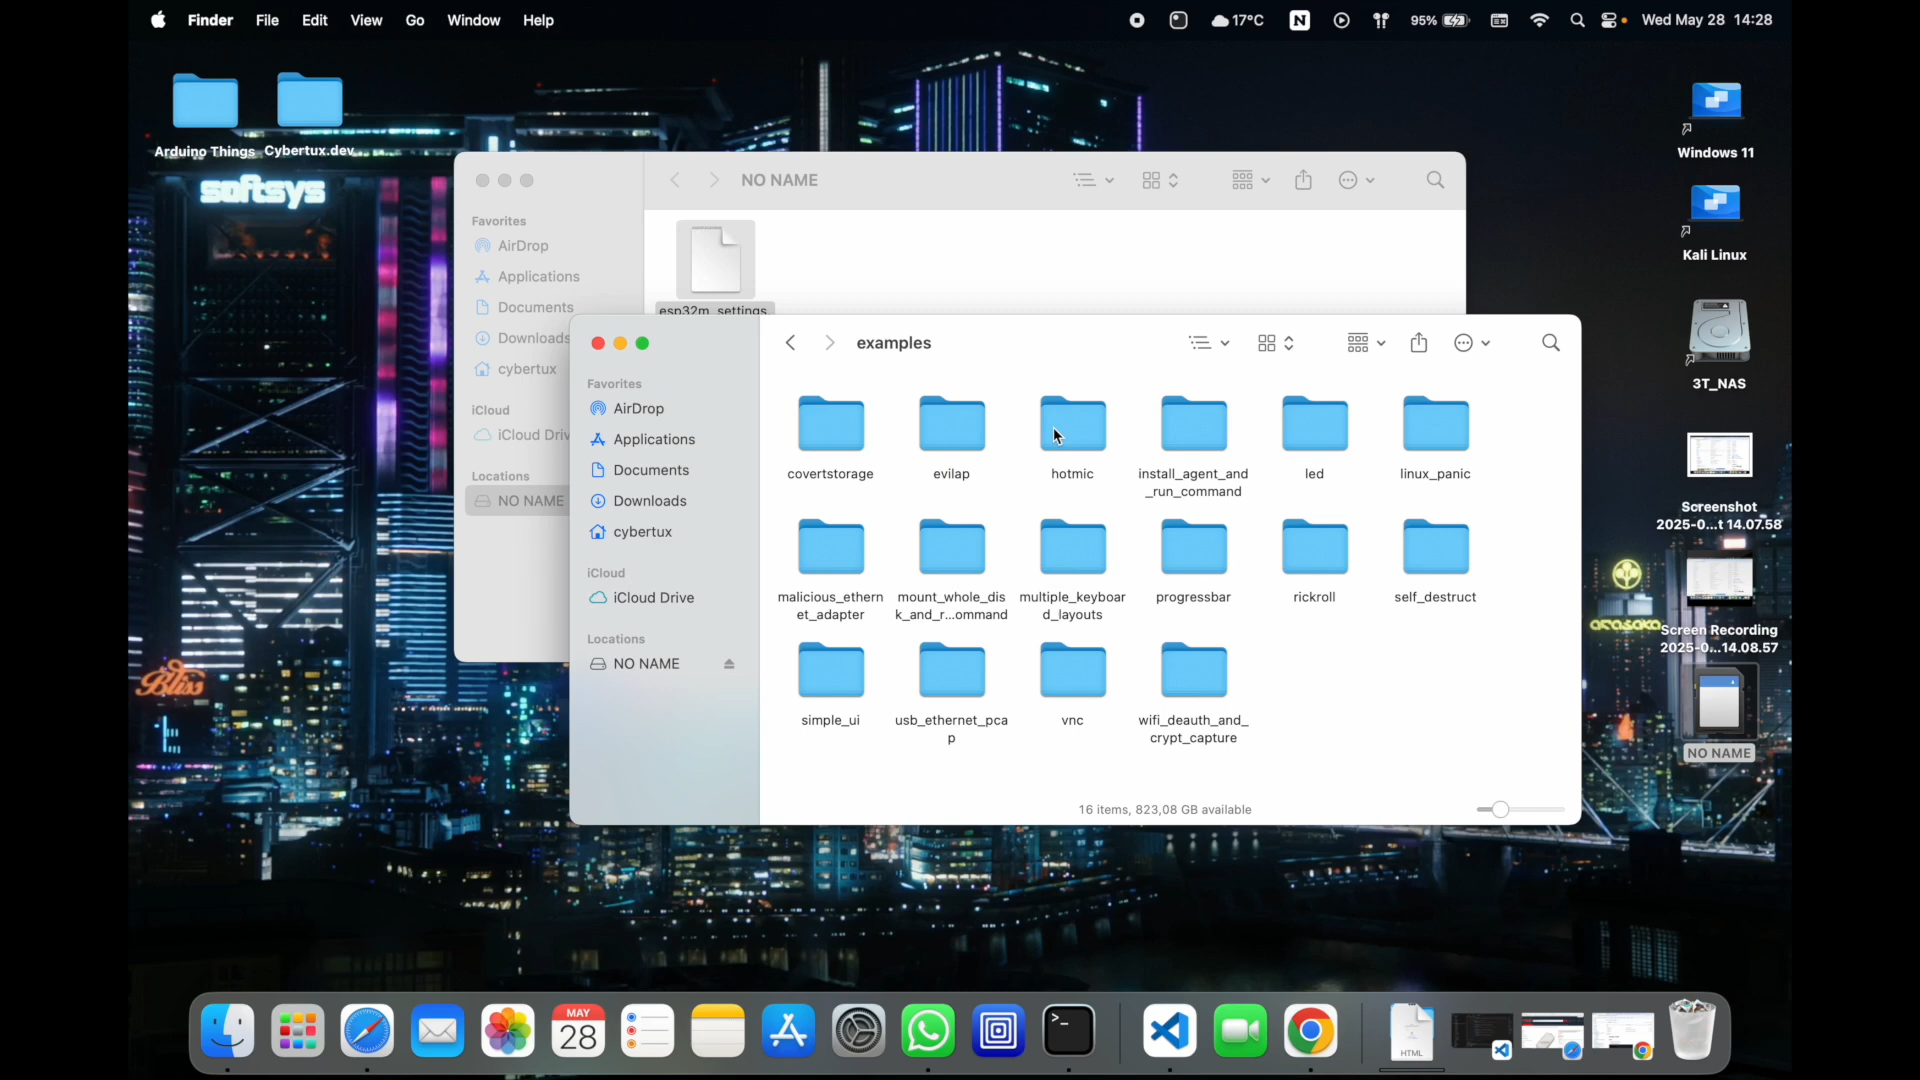 Finder File Edit View Go Window Help
17°C
N
95%
Wed May 28 14:28
Arduino Things
Cybertux.dev
softsys
NO NAME
Favorites
AirDrop
Applications
Documents
Downloads
cybertux
iCloud
iCloud Driv
Locations
NO NAME
esp32m_settings
examples
Favorites
AirDrop
Applications
Documents
Downloads
cybertux
iCloud
iCloud Drive
Locations
NO NAME
covertstorage
evilap
hotmic
install_agent_and
_run_command
led
linux_panic
malicious_ethern
et_adapter
mount_whole_dis
k_and_r...ommand
multiple_keyboar
d_layouts
progressbar
rickroll
self_destruct
simple_ui
usb_ethernet_pca
p
vnc
wifi_deauth_and_
crypt_capture
16 items, 823,08 GB available
Windows 11
Kali Linux
3T_NAS
Screenshot
2025-0...t 14.07.58
Screen Recording
2025-0...14.08.57
NO NAME
arasaka
Bliss
MAY
28
>_
HTML